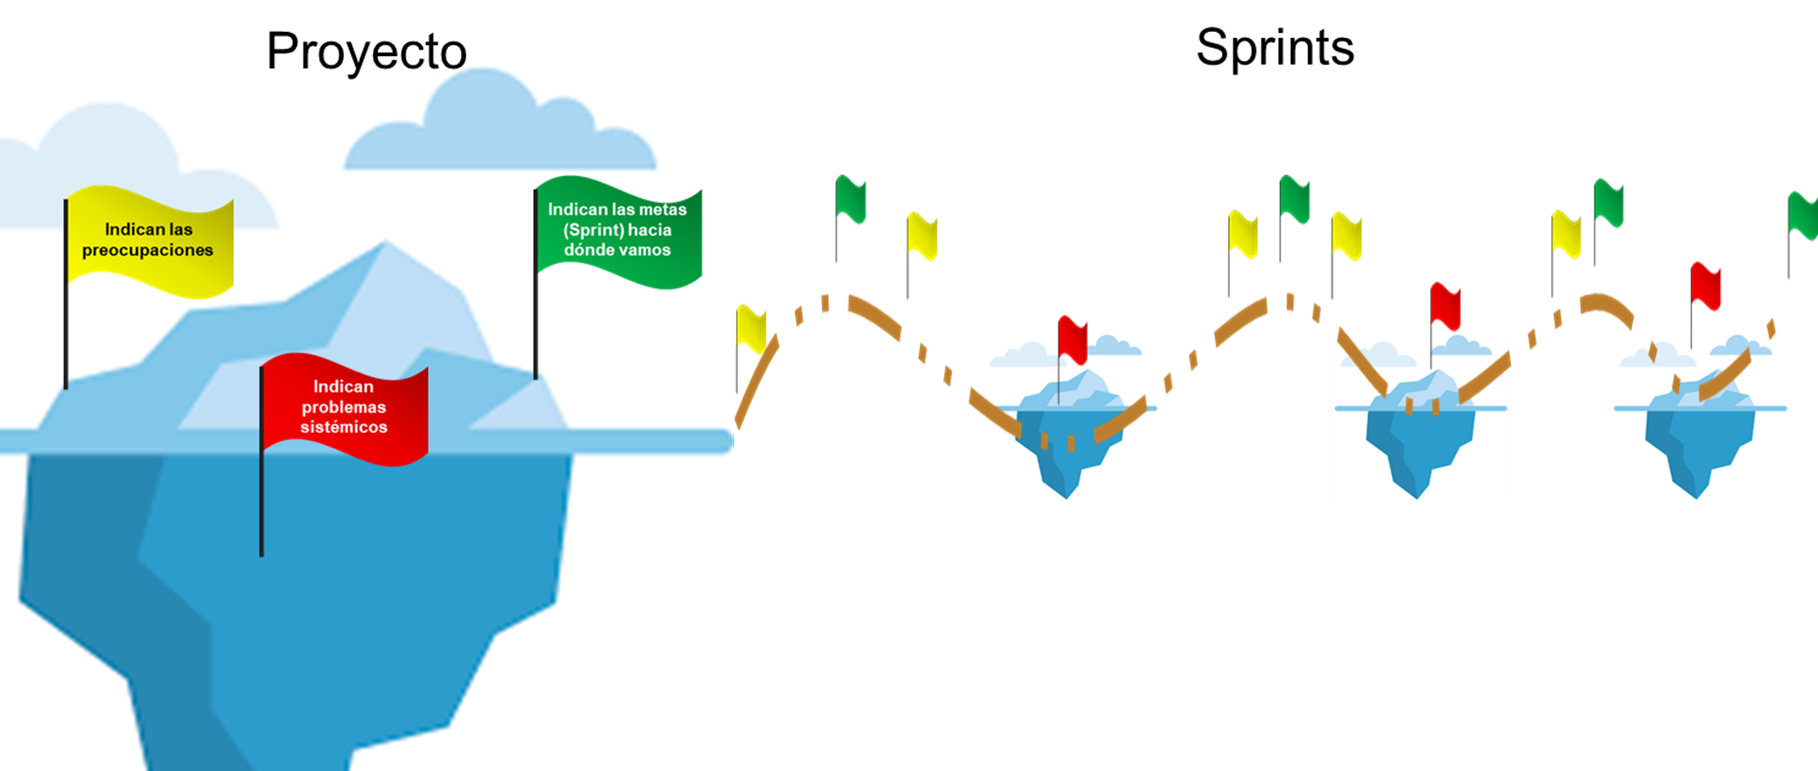 Proyecto
Sprints
Indican las
preocupaciones
Indican las metas
(Sprint) hacia
dónde vamos
Indican
problemas
sistémicos